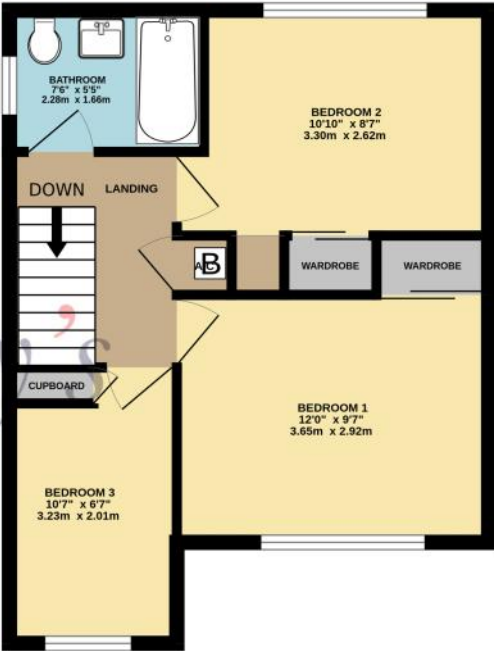 BATHROOM
7'6" x 5'5"
2.28m x 1.66m
BEDROOM 2
10'10" x 8'7"
3.30m x 2.62m
DOWN
LANDING
B
WARDROBE
WARDROBE
CUPBOARD
BEDROOM 1
12'0" x 9'7"
3.65m x 2.92m
BEDROOM 3
10'7" x 6'7"
3.23m x 2.01m